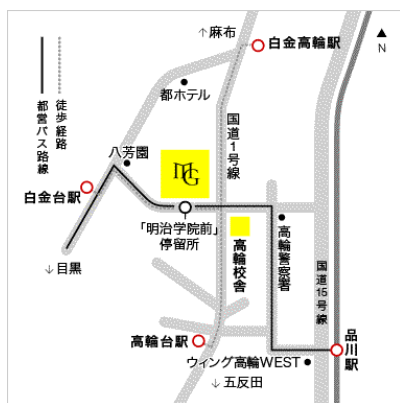 ↑麻布
白金高輪駅
N
都営バス路線
徒歩経路
都ホテル
国道1号線
八芳園
MG
白金台駅
「明治学院前」
停留所
高輪校舎
高輪警察署
国道15号線
↓目黒
品川駅
高輪台駅
ウィング高輪WEST
↓五反田